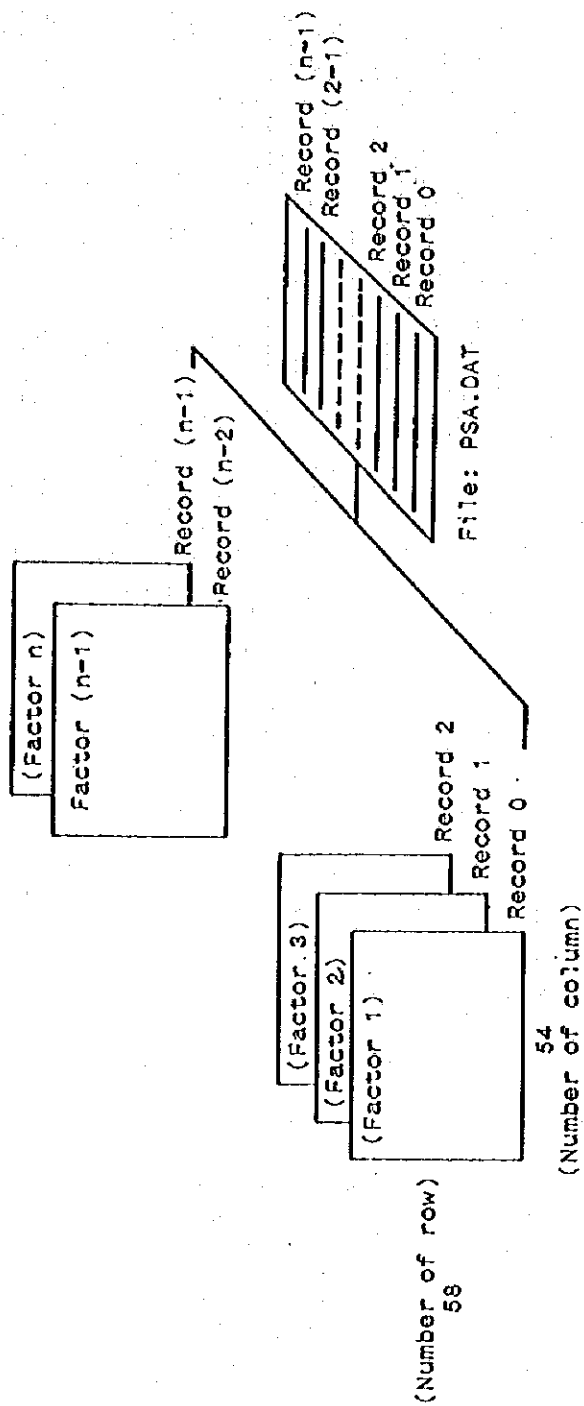 (Factor n)
Factor (n-1)
Record (n-1)
Record (n-2)
(Factor 3)
(Factor 2)
(Factor 1)
Record 2
Record 1
Record 0
(Number of row)
58
54
(Number of column)
Record (n-1)
Record (2-1)
Record 2
Record 1
Record 0
File: PSA.DAT